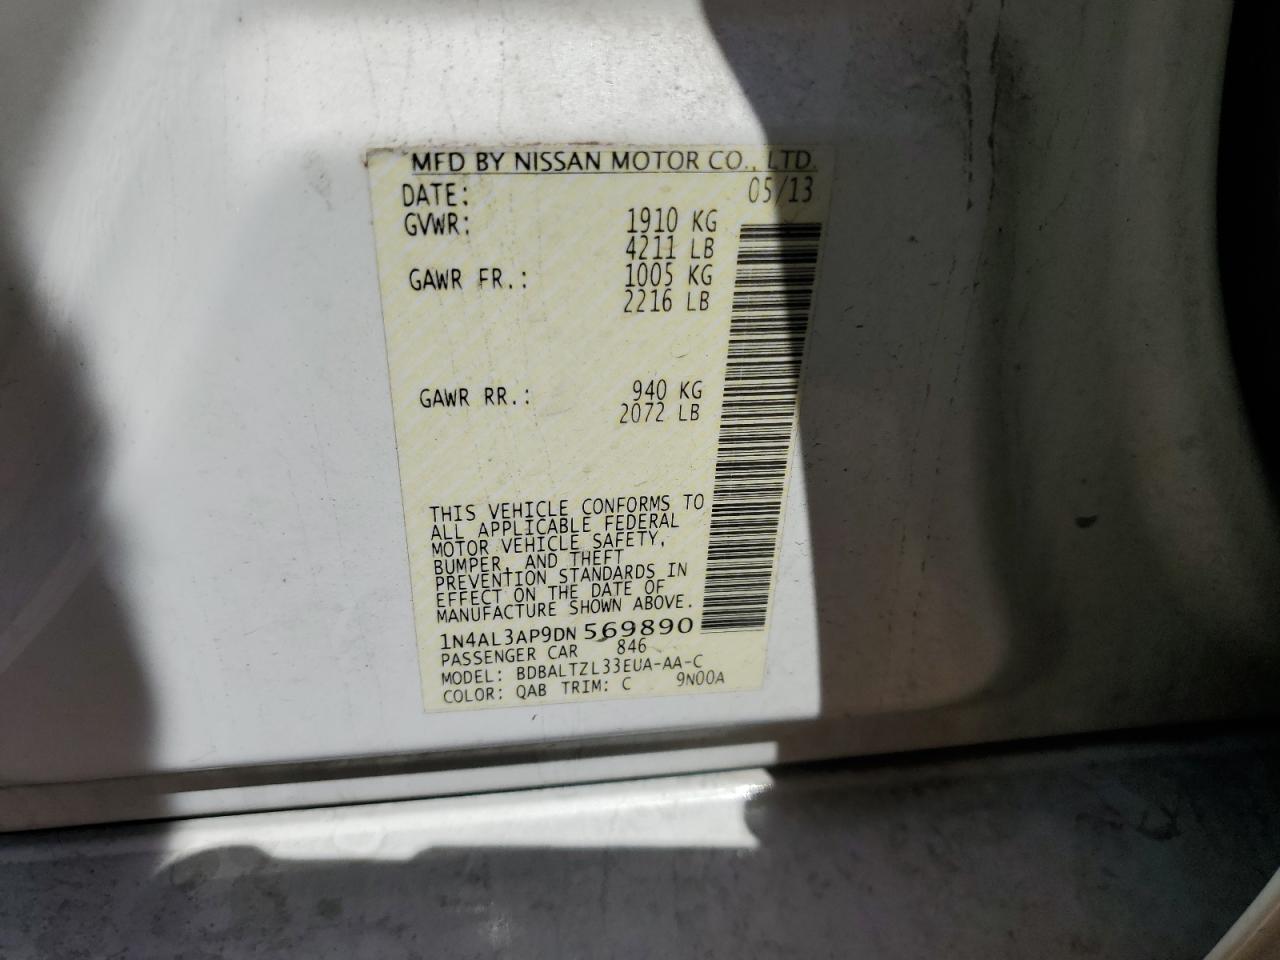 MFD BY NISSAN MOTOR CO., LTD.
DATE: 05/13
GVWR: 1910 KG
4211 LB
GAWR FR.: 1005 KG
2216 LB
GAWR RR.: 940 KG
2072 LB
THIS VEHICLE CONFORMS TO
ALL APPLICABLE FEDERAL
MOTOR VEHICLE SAFETY,
BUMPER, AND THEFT
PREVENTION STANDARDS IN
EFFECT ON THE DATE OF
MANUFACTURE SHOWN ABOVE.
1N4AL3AP9DN569890
PASSENGER CAR 846
MODEL: BDBALTZL33EUA-AA-C
COLOR: QAB TRIM: C 9N00A